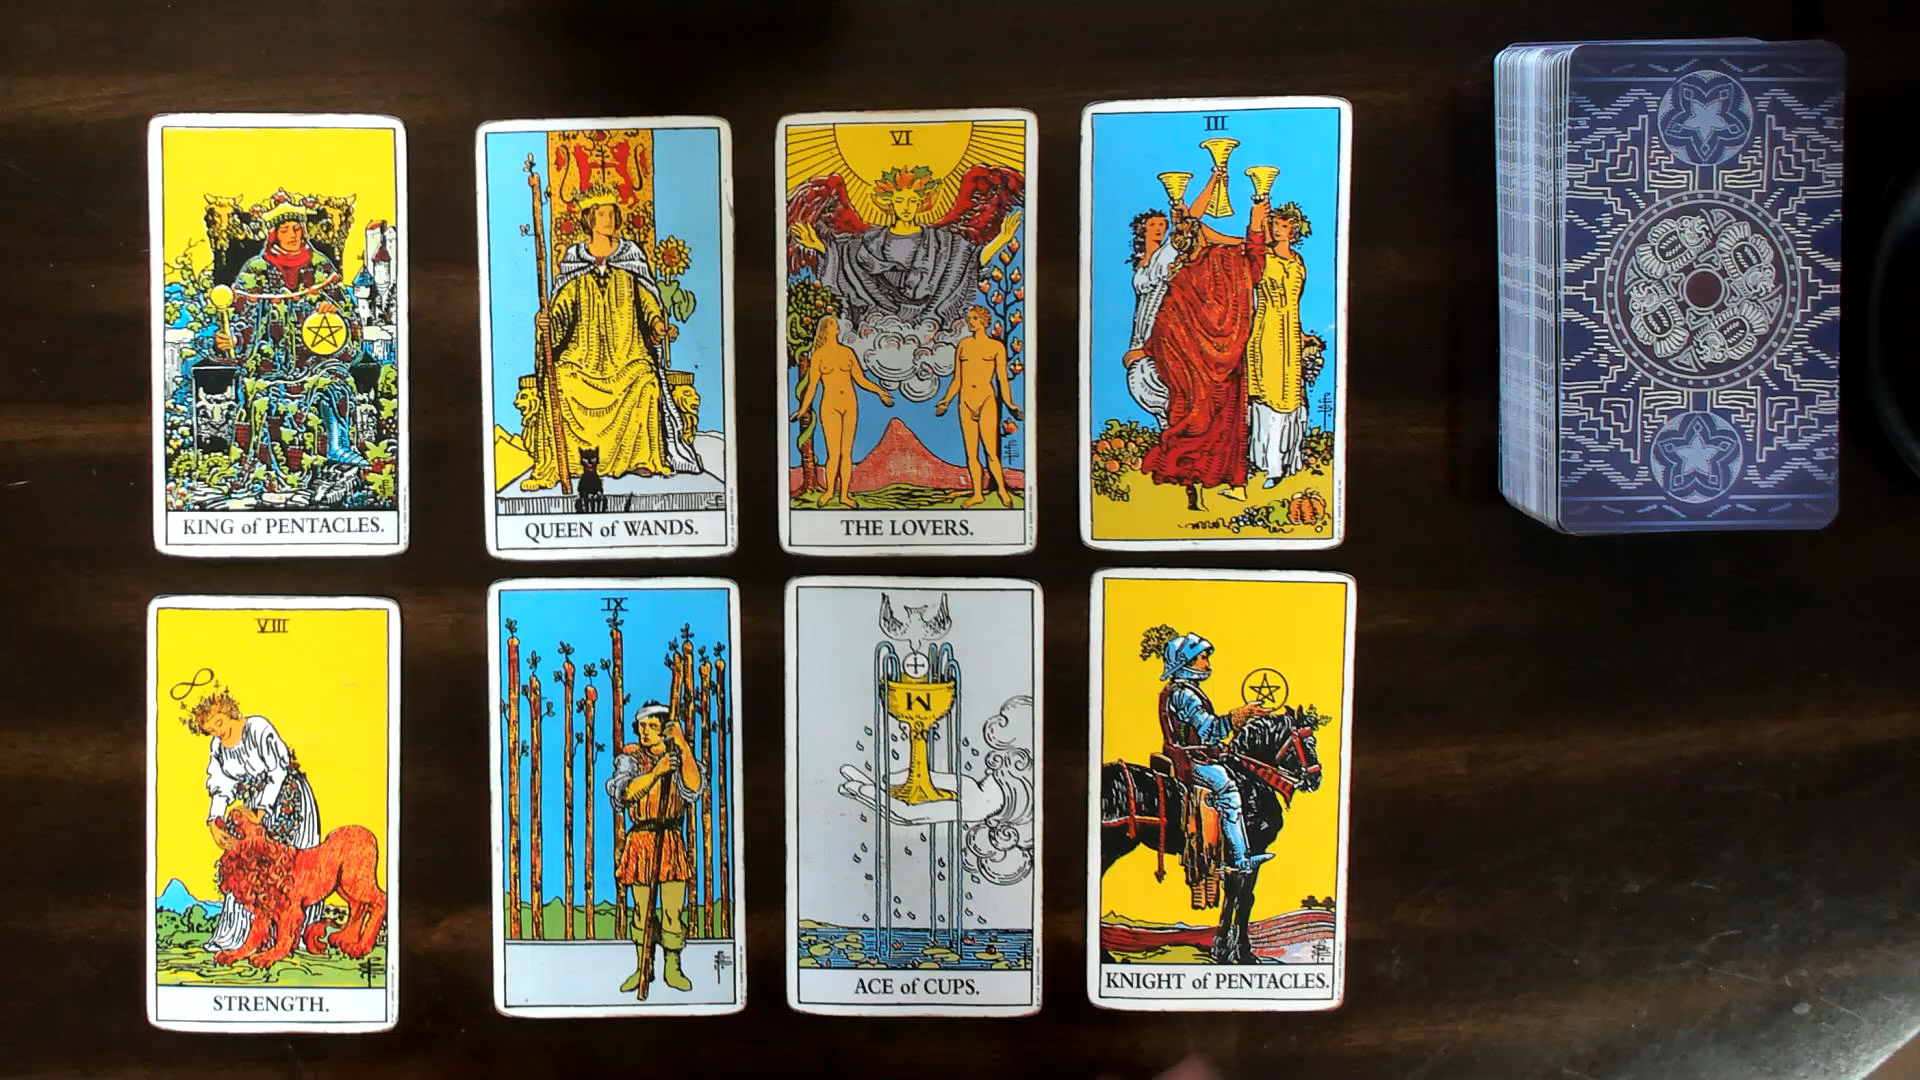 KING of PENTACLES.
QUEEN of WANDS.
VI
THE LOVERS.
III
VIII
STRENGTH.
IX
ACE of CUPS.
KNIGHT of PENTACLES.